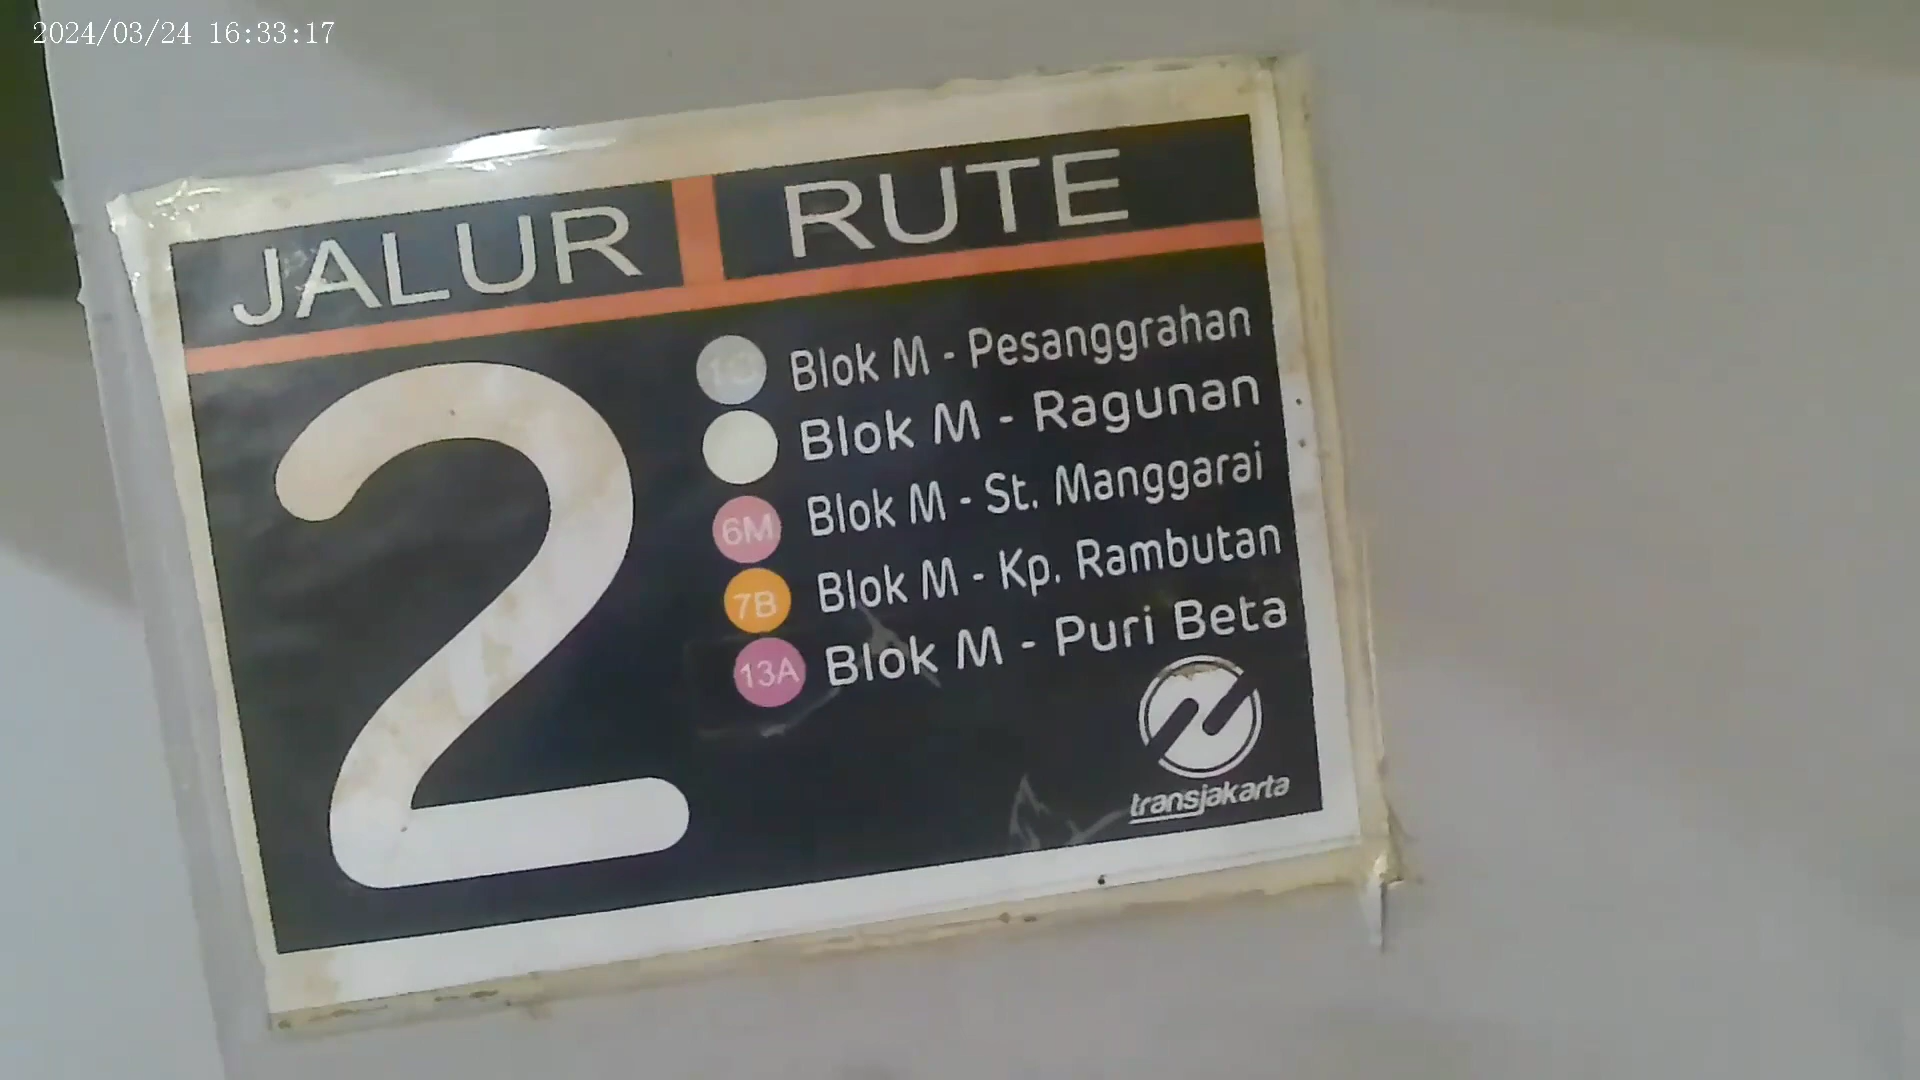 2024/03/24 16:33:17
JALUR RUTE
2
Blok M - Pesanggrahan
Blok M - Ragunan
6M Blok M - St. Manggarai
7B Blok M - Kp. Rambutan
13A Blok M - Puri Beta
transjakarta